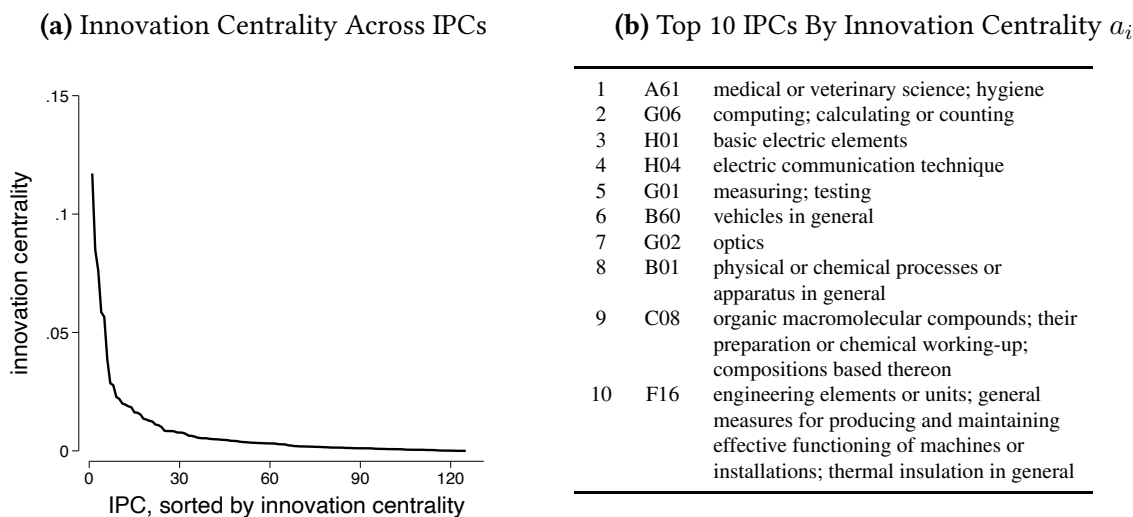 (a) Innovation Centrality Across IPCs
.15
.1
.05
0
innovation centrality
0 30 60 90 120
IPC, sorted by innovation centrality
(b) Top 10 IPCs By Innovation Centrality a_i
1 A61 medical or veterinary science; hygiene
2 G06 computing; calculating or counting
3 H01 basic electric elements
4 H04 electric communication technique
5 G01 measuring; testing
6 B60 vehicles in general
7 G02 optics
8 B01 physical or chemical processes or
apparatus in general
9 C08 organic macromolecular compounds; their
preparation or chemical working-up;
compositions based thereon
10 F16 engineering elements or units; general
measures for producing and maintaining
effective functioning of machines or
installations; thermal insulation in general